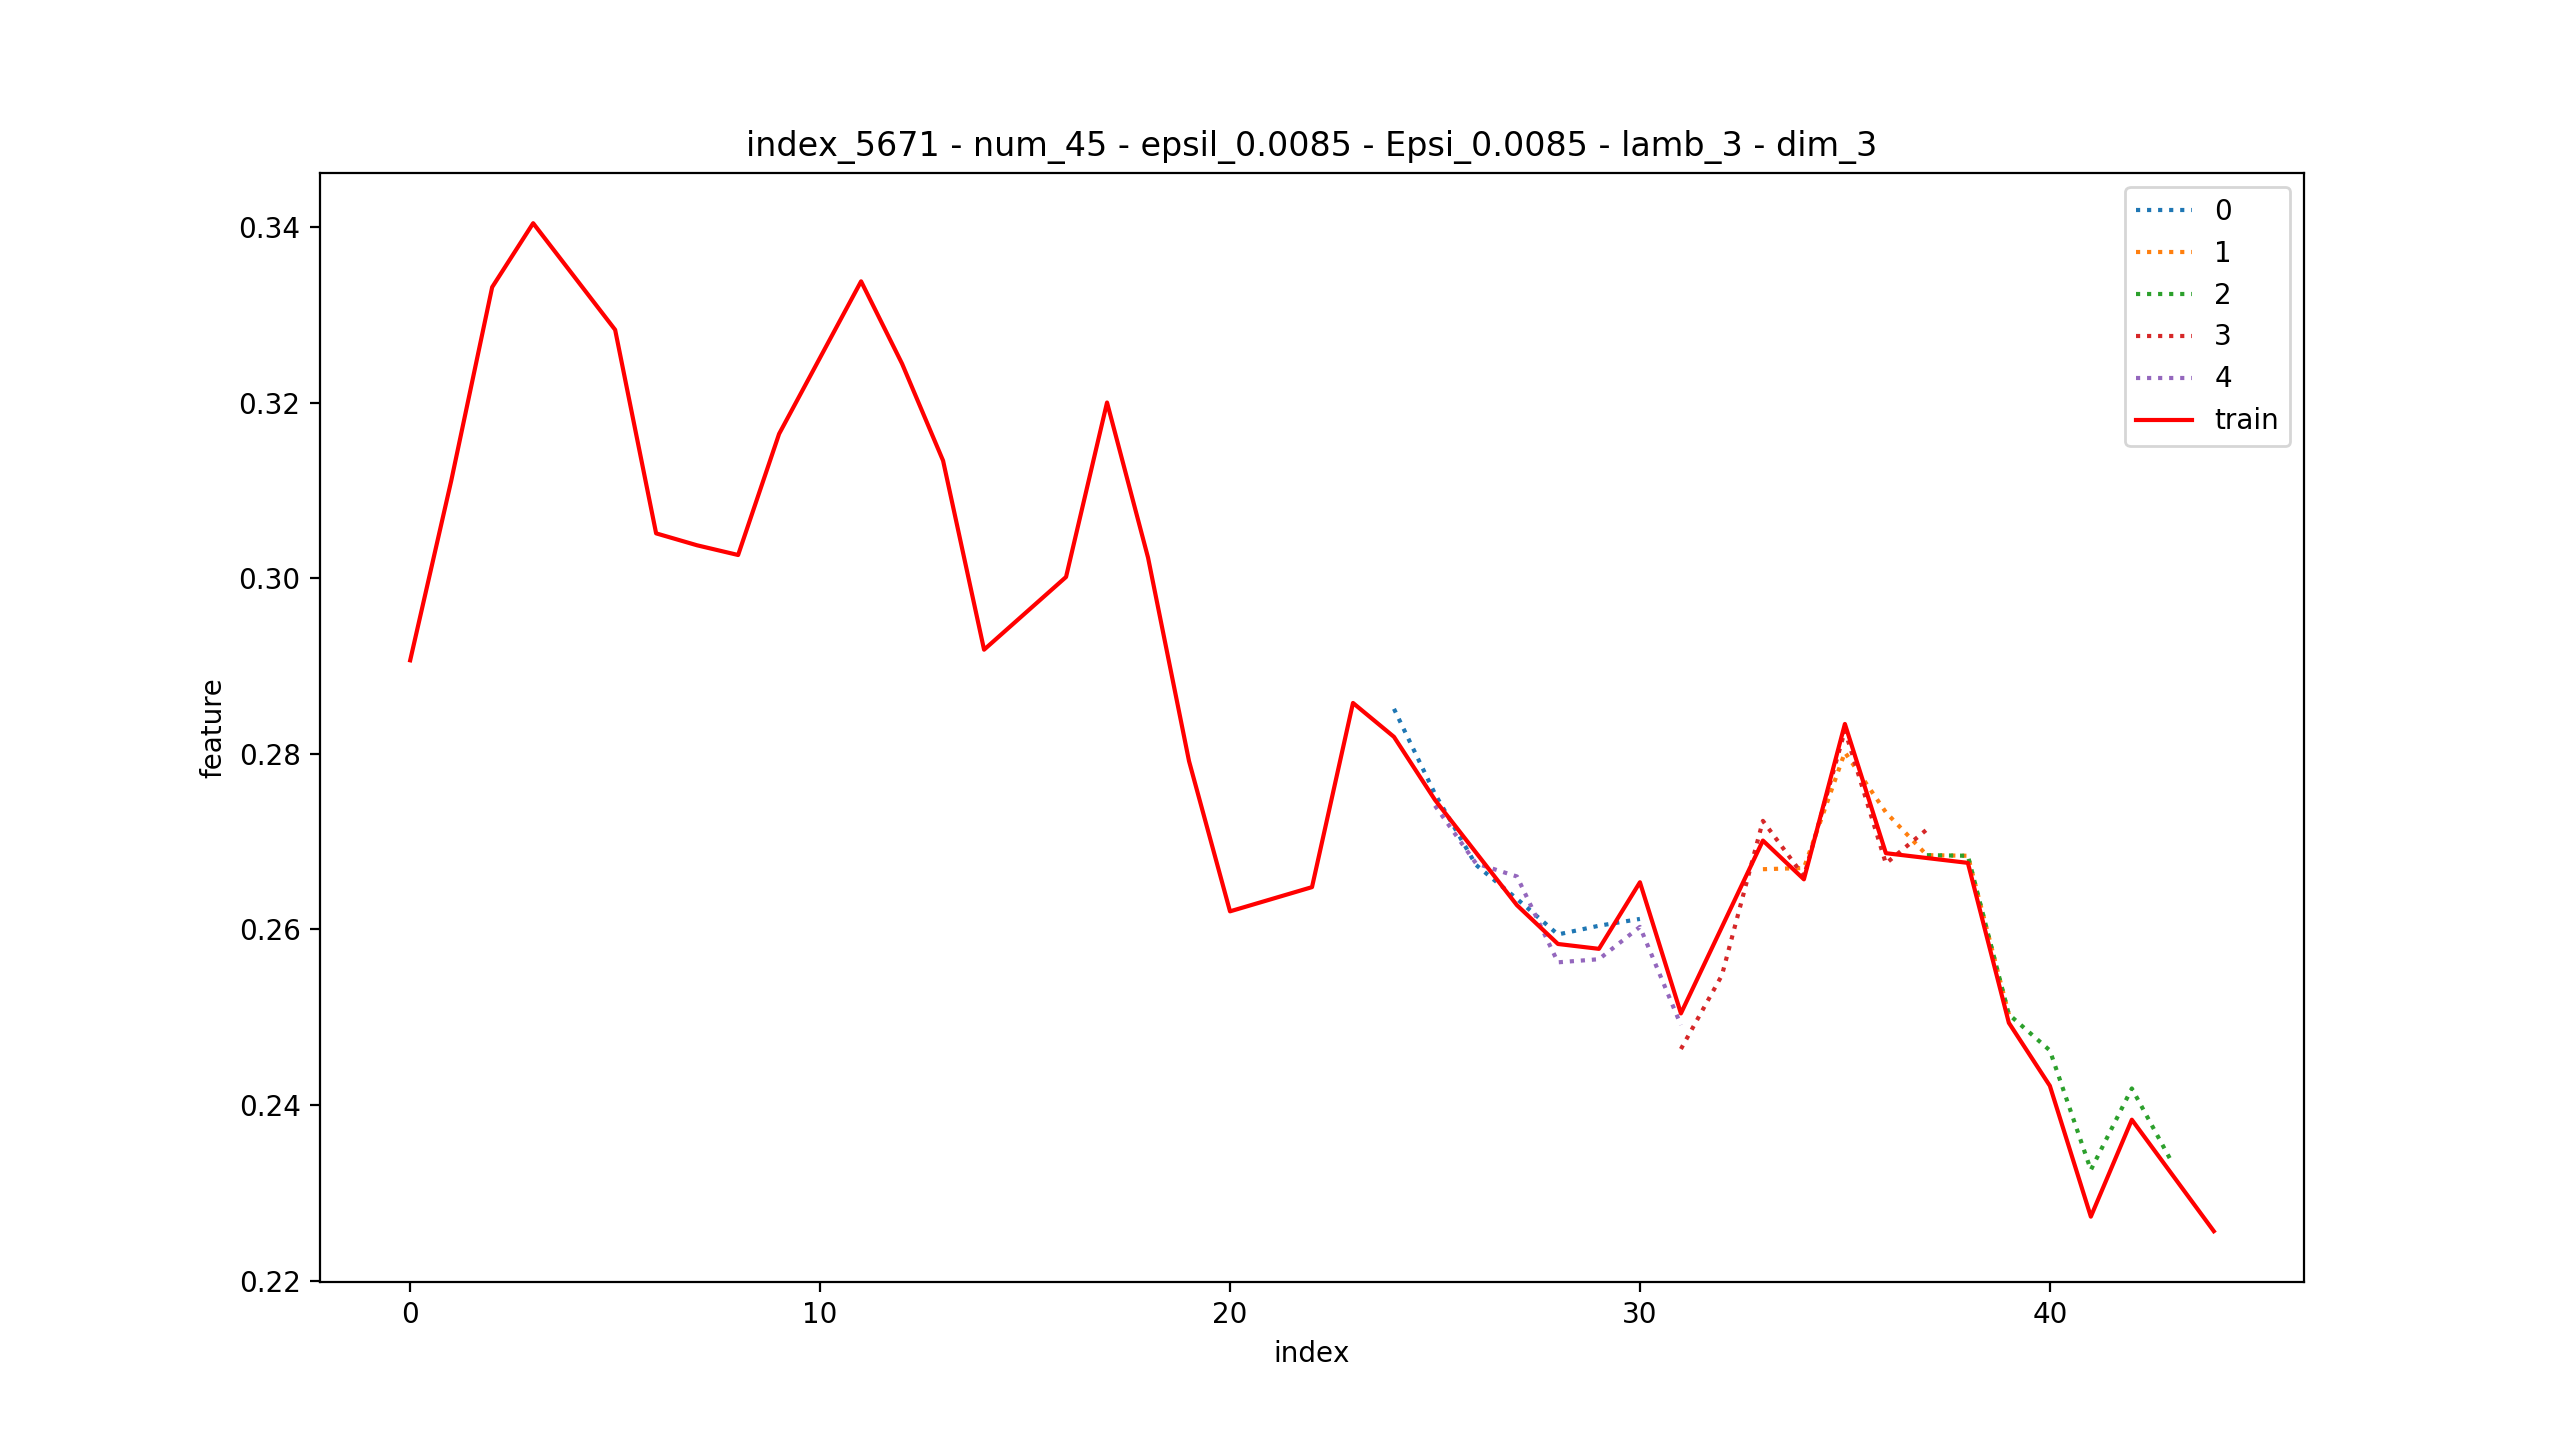 index_5671 - num_45 - epsil_0.0085 - Epsi_0.0085 - lamb_3 - dim_3
0
1
2
3
4
train
0.34
0.32
0.30
0.28
0.26
0.24
0.22
feature
0 10 20 30 40
index